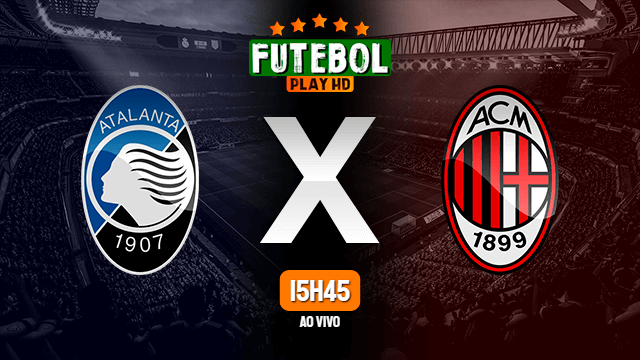 FUTEBOL
PLAY HD
ATALANTA
1907
X
ACM
1899
15H45
AO VIVO